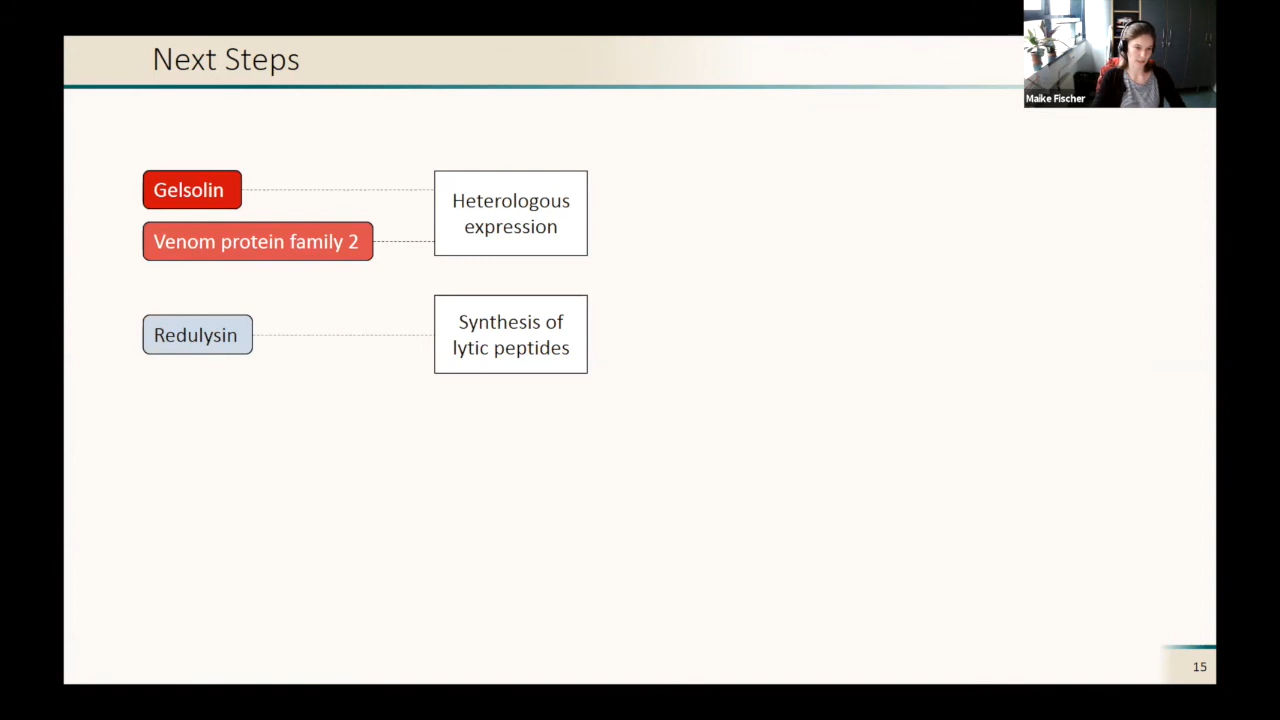 Next Steps
Maike Fischer
Gelsolin
Venom protein family 2
Heterologous
expression
Redulysin
Synthesis of
lytic peptides
15